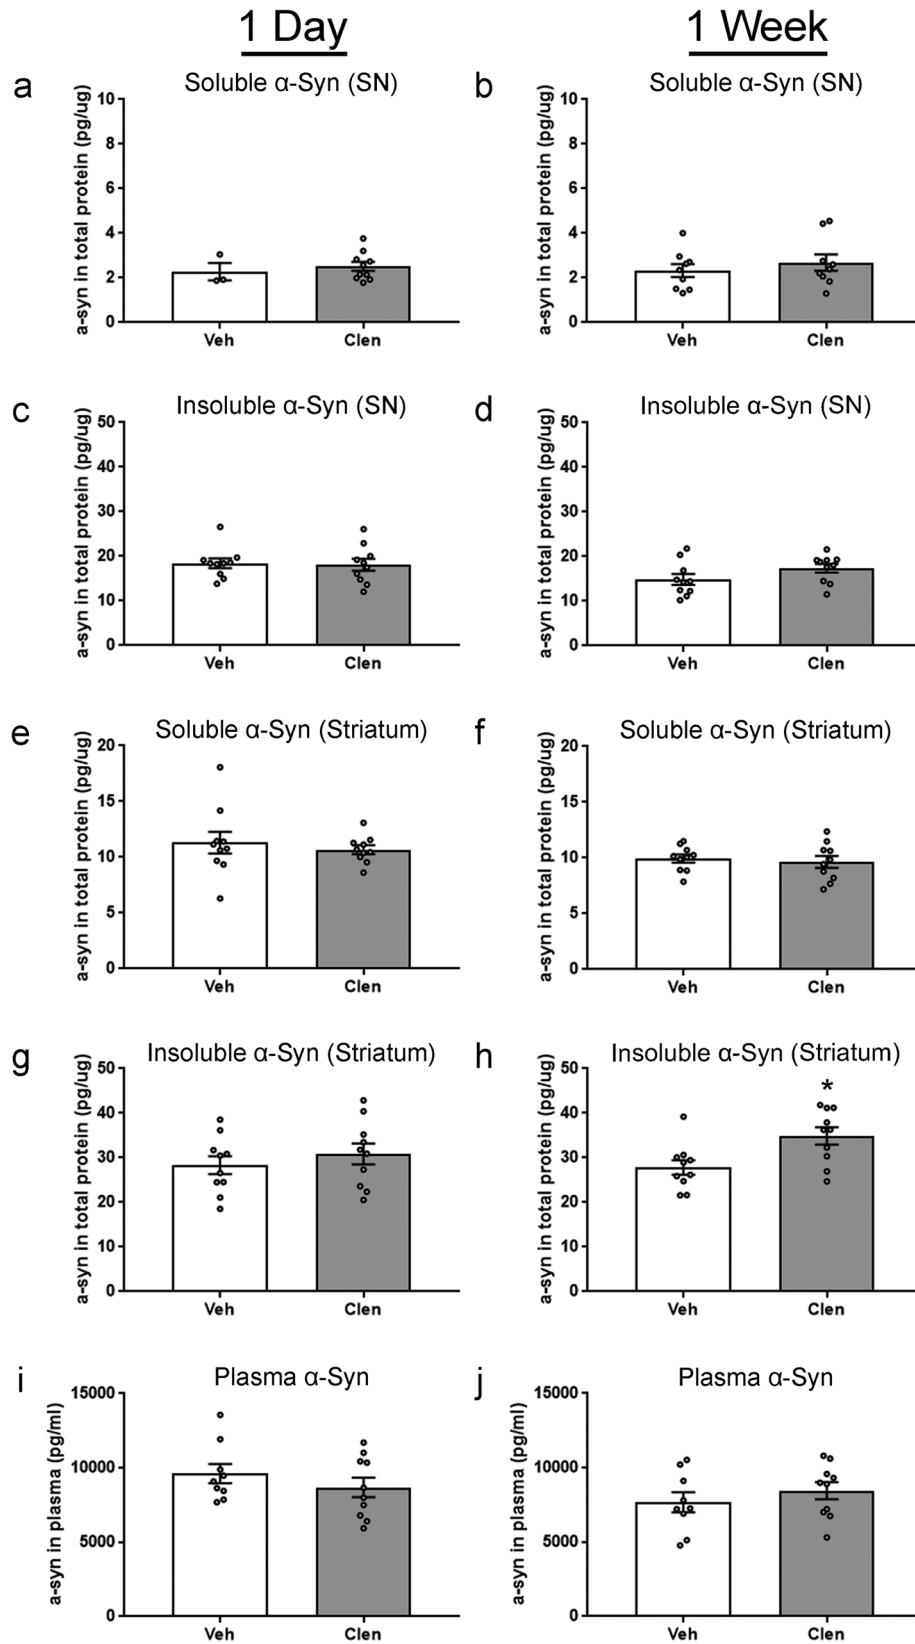 1 Day
1 Week
a
Soluble α-Syn (SN)
a-syn in total protein (pg/ug)
10
8
6
4
2
0
Veh
Clen
b
Soluble α-Syn (SN)
a-syn in total protein (pg/ug)
10
8
6
4
2
0
Veh
Clen
c
Insoluble α-Syn (SN)
a-syn in total protein (pg/ug)
50
40
30
20
10
0
Veh
Clen
d
Insoluble α-Syn (SN)
a-syn in total protein (pg/ug)
50
40
30
20
10
0
Veh
Clen
e
Soluble α-Syn (Striatum)
a-syn in total protein (pg/ug)
20
15
10
5
0
Veh
Clen
f
Soluble α-Syn (Striatum)
a-syn in total protein (pg/ug)
20
15
10
5
0
Veh
Clen
g
Insoluble α-Syn (Striatum)
a-syn in total protein (pg/ug)
50
40
30
20
10
0
Veh
Clen
h
Insoluble α-Syn (Striatum)
a-syn in total protein (pg/ug)
50
40
30
20
10
0
*
Veh
Clen
i
Plasma α-Syn
a-syn in plasma (pg/ml)
15000
10000
5000
0
Veh
Clen
j
Plasma α-Syn
a-syn in plasma (pg/ml)
15000
10000
5000
0
Veh
Clen